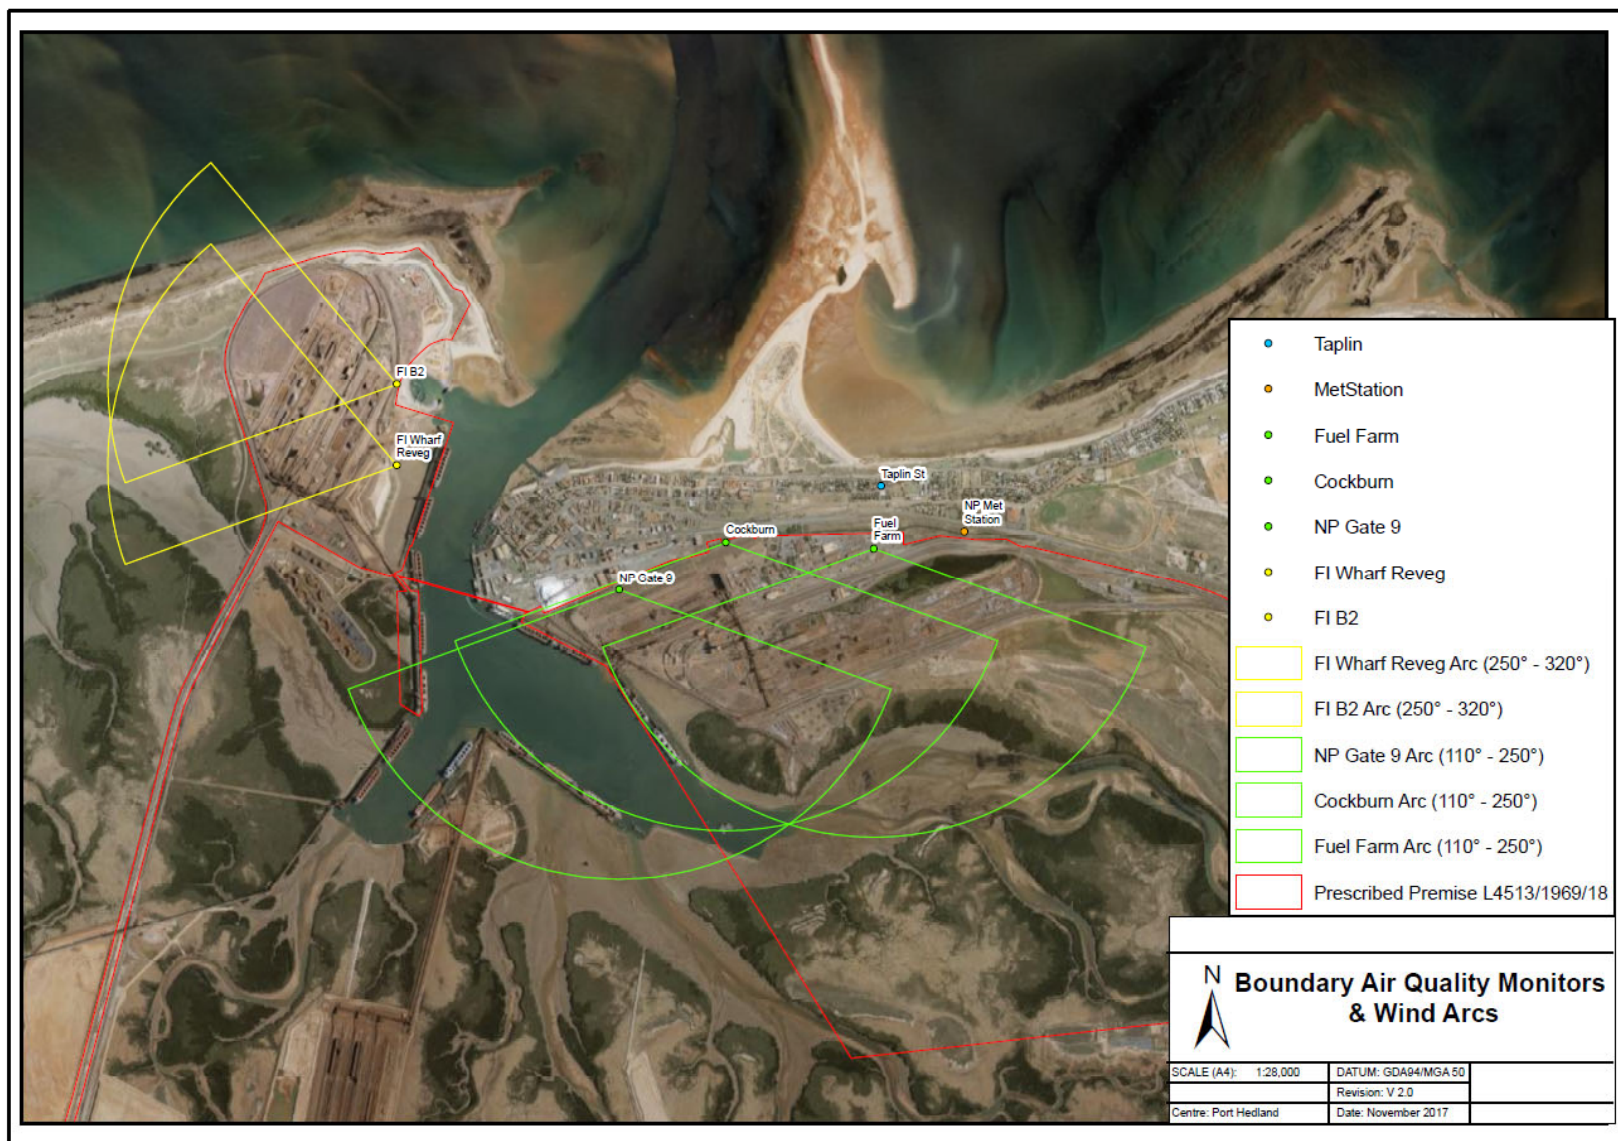 FI B2
FI Wharf
Reveg
Taplin St
NP Met
Station
Fuel
Farm
Cockburn
NP Gate 9
Taplin
MetStation
Fuel Farm
Cockburn
NP Gate 9
FI Wharf Reveg
FI B2
FI Wharf Reveg Arc (250° - 320°)
FI B2 Arc (250° - 320°)
NP Gate 9 Arc (110° - 250°)
Cockburn Arc (110° - 250°)
Fuel Farm Arc (110° - 250°)
Prescribed Premise L4513/1969/18
N
Boundary Air Quality Monitors
& Wind Arcs
SCALE (A4): 1:28,000
DATUM: GDA94/MGA 50
Revision: V 2.0
Centre: Port Hedland
Date: November 2017